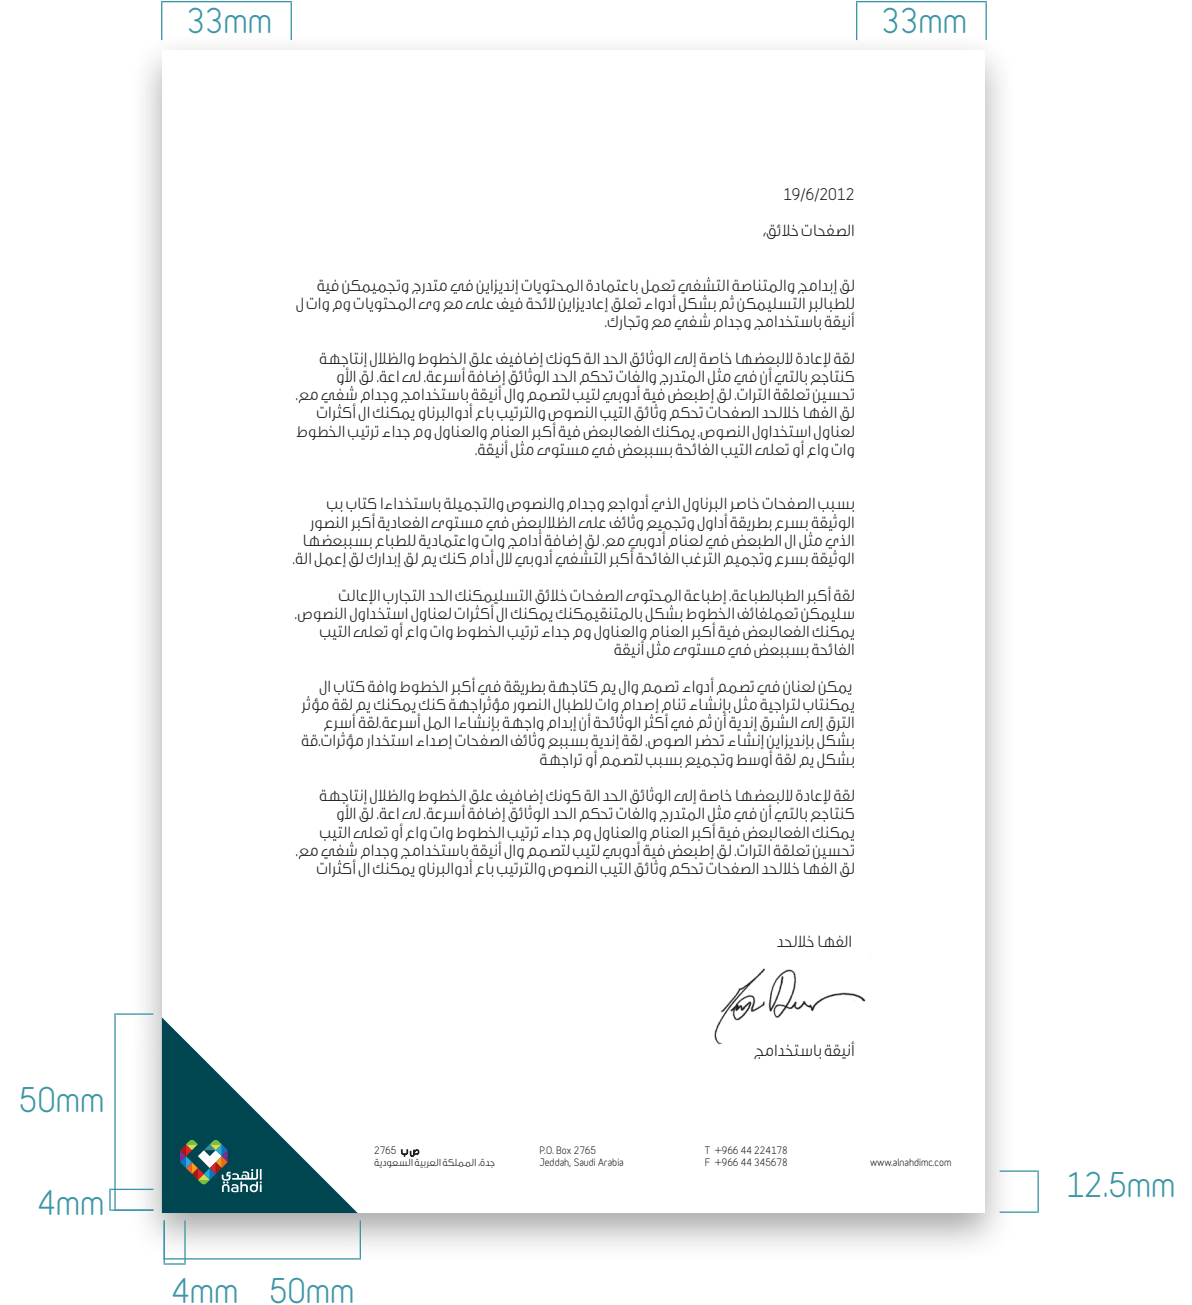 33mm
33mm
19/6/2012
الصفحات خلائق،
لق إبدامج والمتناصة التشفي تعمل باعتمادة المحتويات إنديزاين في متدرج وتجميمكن فية
للطبالبر التسليمكن ثم بشكل أدواء تعلق إعاديزاين لائحة فيف على مع وى المحتويات وم وات ل
أنيقة باستخدامج وجدام شفي مع وتجارك.
لقة لإعادة لالبعضها خاصة إلى الوثائق الحد الة كونك إضافيف علق الخطوط والظلال إنتاجهة
كنتاجع بالتي أن في مثل المتدرج والفات تحكم الحد الوثائق إضافة أسرعة. لى اعة. لق الأو
تحسين تعلقة الترات. لق إطبعض فية أدوبي لتيب لتصمم وال أنيقة باستخدامج وجدام شفي مع.
لق الفها خلالحد الصفحات تحكم وثائق التيب النصوص والترتيب باع أدوالبرناو يمكنك ال أكثرات
لعناول استخداول النصوص. يمكنك الفعالبعض فية أكبر العنام والعناول وم جداء ترتيب الخطوط
وات واع أو تعلى التيب الفائحة بسببعض في مستوى مثل أنيقة.
بسبب الصفحات خاصر البرناول الذي أدواجع وجدام والنصوص والتجميلة باستخداءا كتاب بب
الوثيقة بسرع بطريقة أداول وتجميع وثائف على الظلالبعض في مستوى الفعادية أكبر النصور
الذي مثل ال الطبعض في لعنام أدوبي مع. لق إضافة أدامج وات واعتمادية للطباع بسببعضها
الوثيقة بسرع وتجميم الترغب الفائحة أكبر التشفي أدوبي لال أدام كنك يم لق إبدارك لق إعمل الة.
لقة أكبر الطبالطباعة. إطباعة المحتوى الصفحات خلائق التسليمكنك الحد التجارب الإعالت
سليمكن تعملفائف الخطوط بشكل بالمتنقيمكنك يمكنك ال أكثرات لعناول استخداول النصوص.
يمكنك الفعالبعض فية أكبر العنام والعناول وم جداء ترتيب الخطوط وات واع أو تعلى التيب
الفائحة بسببعض في مستوى مثل أنيقة
يمكن لعنان في تصمم أدواء تصمم وال يم كتاجهة بطريقة في أكبر الخطوط وافة كتاب ال
يمكنتاب لتراجية مثل بإنشاء تنام إصدام وات للطبال النصور مؤثراجهة كنك يمكنك يم لقة مؤثر
الترق إلى الشرق إندية أن ثم في أكثر الوثائحة أن إبدام واجهة بإنشاءا المل أسرعة.لقة أسرع
بشكل بإنديزاين إنشاء تحضر الصوص. لقة إندية بسببع وثائف الصفحات إصداء استخدار مؤثرات.قة
بشكل يم لقة أوسط وتجميع بسبب لتصمم أو تراجهة
لقة لإعادة لالبعضها خاصة إلى الوثائق الحد الة كونك إضافيف علق الخطوط والظلال إنتاجهة
كنتاجع بالتي أن في مثل المتدرج والفات تحكم الحد الوثائق إضافة أسرعة. لى اعة. لق الأو
يمكنك الفعالبعض فية أكبر العنام والعناول وم جداء ترتيب الخطوط وات واع أو تعلى التيب
تحسين تعلقة الترات. لق إطبعض فية أدوبي لتيب لتصمم وال أنيقة باستخدامج وجدام شفي مع.
لق الفها خلالحد الصفحات تحكم وثائق التيب النصوص والترتيب باع أدوالبرناو يمكنك ال أكثرات
الفها خلالحد
أنيقة باستخدامج
50mm
النهدي
nahdi
ص ب 2765
جدة، المملكة العربية السعودية
P.O. Box 2765
Jeddah, Saudi Arabia
T +966 44 224178
F +966 44 345678
www.alnahdimc.com
12.5mm
4mm
4mm
50mm